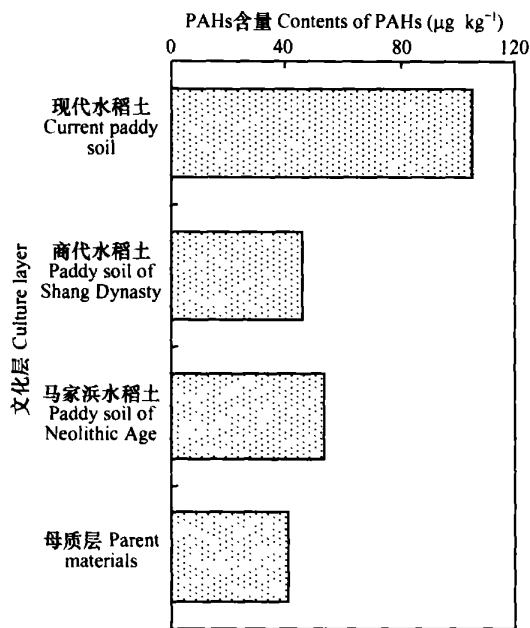 PAHs含量 Contents of PAHs (μg kg⁻¹)
0 40 80 120
现代水稻土
Current paddy
soil
商代水稻土
Paddy soil of
Shang Dynasty
马家浜水稻土
Paddy soil of
Neolithic Age
母质层 Parent
materials
文化层 Culture layer